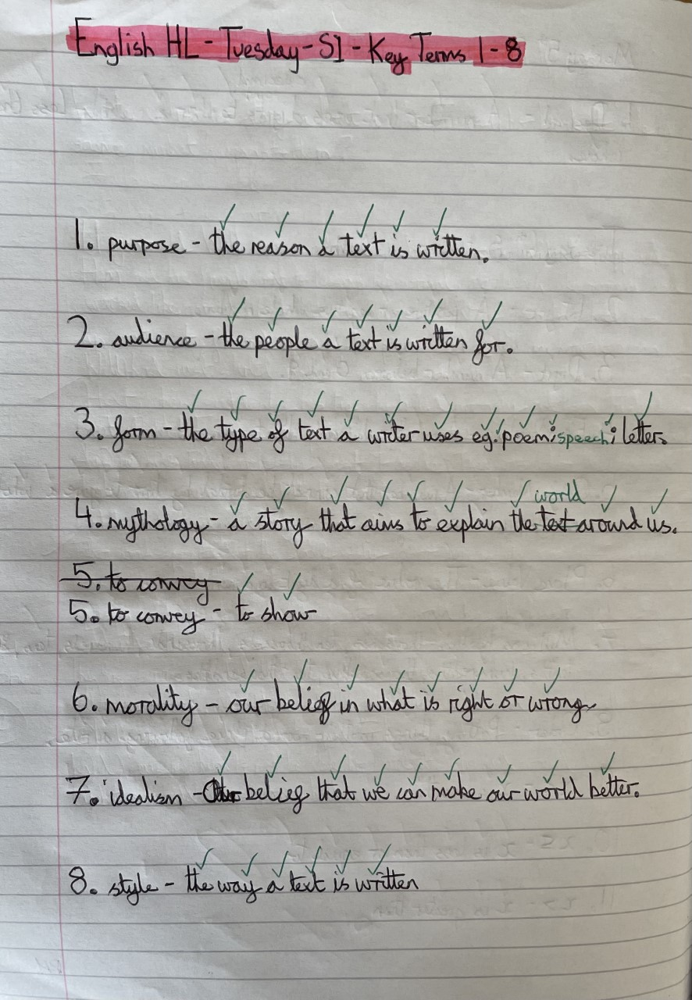 English HL - Tuesday - S1 - Key Terms 1 - 8
1. purpose - the reason a text is written.
2. audience - the people a text is written for.
3. form - the type of text a writer uses eg: poem; speech; letter.
world
4. mythology - a story that aims to explain the text around us.
5. to convey
5. to convey - to show
6. morality - our belief in what is right or wrong
7. idealism - Our belief that we can make our world better.
8. style - the way a text is written